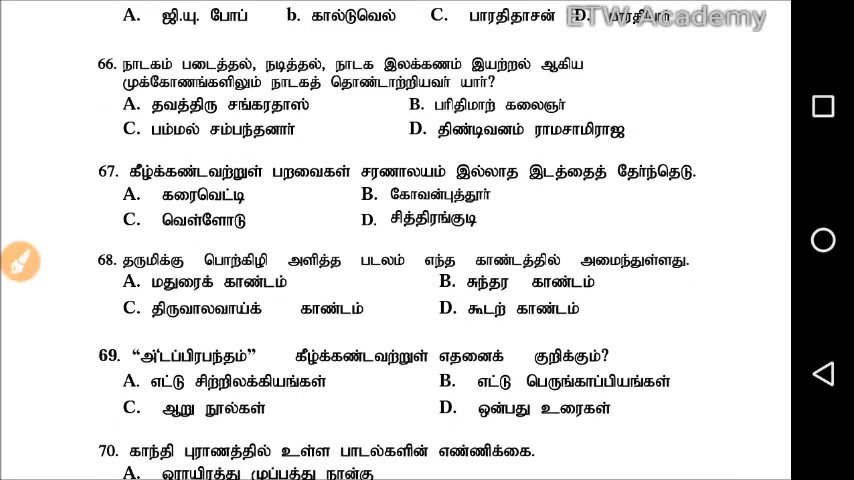 A. ஜி.யு. போப் b. கால்டுவெல் C. பாரதிதாசன் D.
ETW Academy
66. நாடகம் படைத்தல், நடித்தல், நாடக இலக்கணம் இயற்றல் ஆகிய
முக்கோணங்களிலும் நாடகத் தொண்டாற்றியவர் யார்?
A. தவத்திரு சங்கரதாஸ் B. பரிதிமாற் கலைஞர்
C. பம்மல் சம்பந்தனார் D. திண்டிவனம் ராமசாமிராஜ
67. கீழ்க்கண்டவற்றுள் பறவைகள் சரணாலயம் இல்லாத இடத்தைத் தேர்ந்தெடு.
A. கரைவெட்டி B. கோவன்புத்தூர்
C. வெள்ளோடு D. சித்திரங்குடி
68. தருமிக்கு பொற்கிழி அளித்த படலம் எந்த காண்டத்தில் அமைந்துள்ளது.
A. மதுரைக் காண்டம் B. சுந்தர காண்டம்
C. திருவாலவாய்க் காண்டம் D. கூடற் காண்டம்
69. கீழ்க்கண்டவற்றுள் எதனைக் குறிக்கும்?
A. எட்டு சிற்றிலக்கியங்கள் B. எட்டு பெருங்காப்பியங்கள்
C. ஆறு நூல்கள் D. ஒன்பது உரைகள்
70. காந்தி புராணத்தில் உள்ள பாடல்களின் எண்ணிக்கை.
A. ஓராயிரத்து முப்பத்து நான்கு